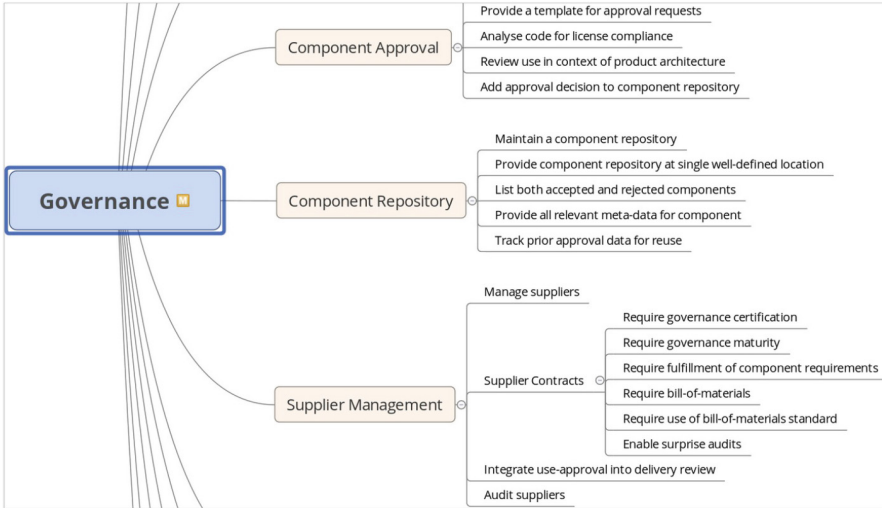 Provide a template for approval requests
Analyse code for license compliance
Component Approval
Review use in context of product architecture
Add approval decision to component repository
Maintain a component repository
Provide component repository at single well-defined location
Governance M
Component Repository
List both accepted and rejected components
Provide all relevant meta-data for component
Track prior approval data for reuse
Manage suppliers
Require governance certification
Require governance maturity
Require fulfillment of component requirements
Supplier Contracts
Require bill-of-materials
Supplier Management
Require use of bill-of-materials standard
Enable surprise audits
Integrate use-approval into delivery review
Audit suppliers